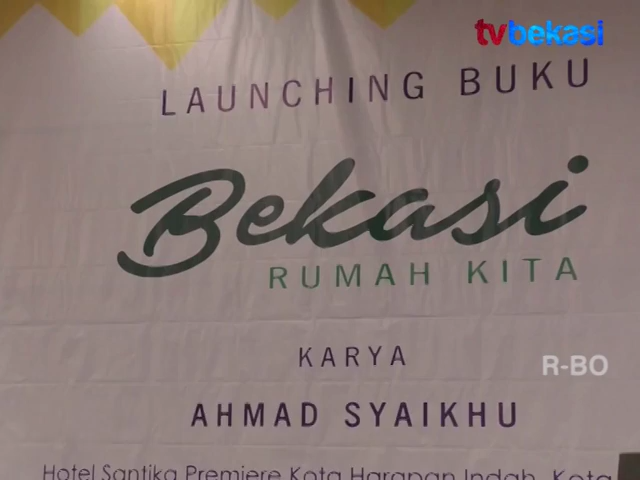 tvbekasi
LAUNCHING BUKU
Bekasi
RUMAH KITA
KARYA
R-BO
AHMAD SYAIKHU
Hotel Santika Premiere Kota Harapan Indah, Kota